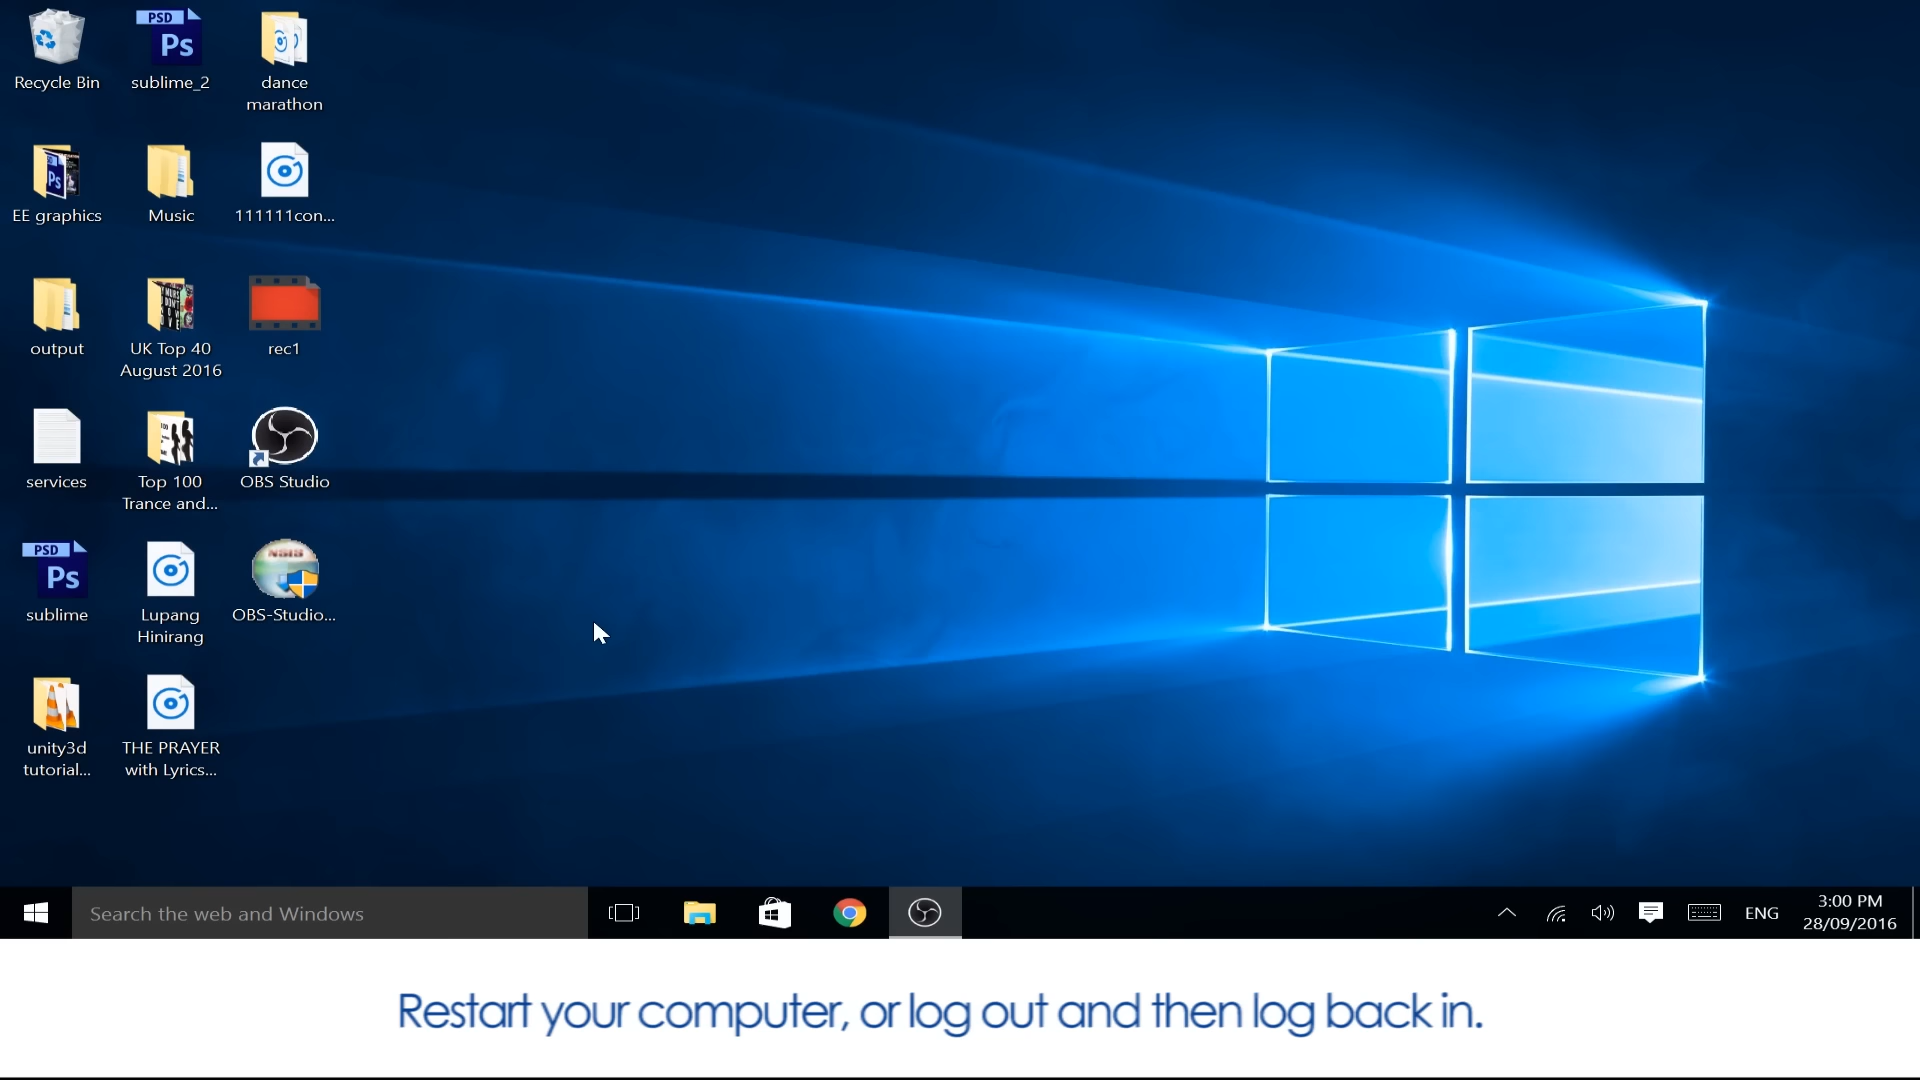 PSD
Ps
Recycle Bin
sublime_2
dance
marathon
Ps
EE graphics
Music
111111con...
output
UK Top 40
August 2016
rec1
services
Top 100
Trance and...
OBS Studio
PSD
Ps
NSIS
sublime
Lupang
Hinirang
OBS-Studio...
unity3d
tutorial...
THE PRAYER
with Lyrics...
Search the web and Windows
ENG
3:00 PM
28/09/2016
Restart your computer, or log out and then log back in.